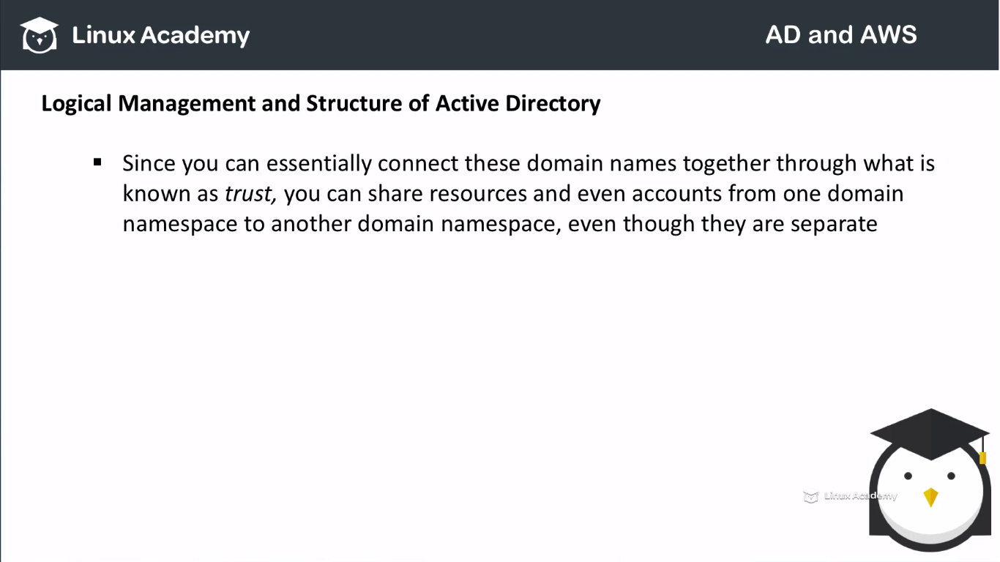 Linux Academy
AD and AWS
Logical Management and Structure of Active Directory
▪ Since you can essentially connect these domain names together through what is
known as trust, you can share resources and even accounts from one domain
namespace to another domain namespace, even though they are separate
Linux Academy